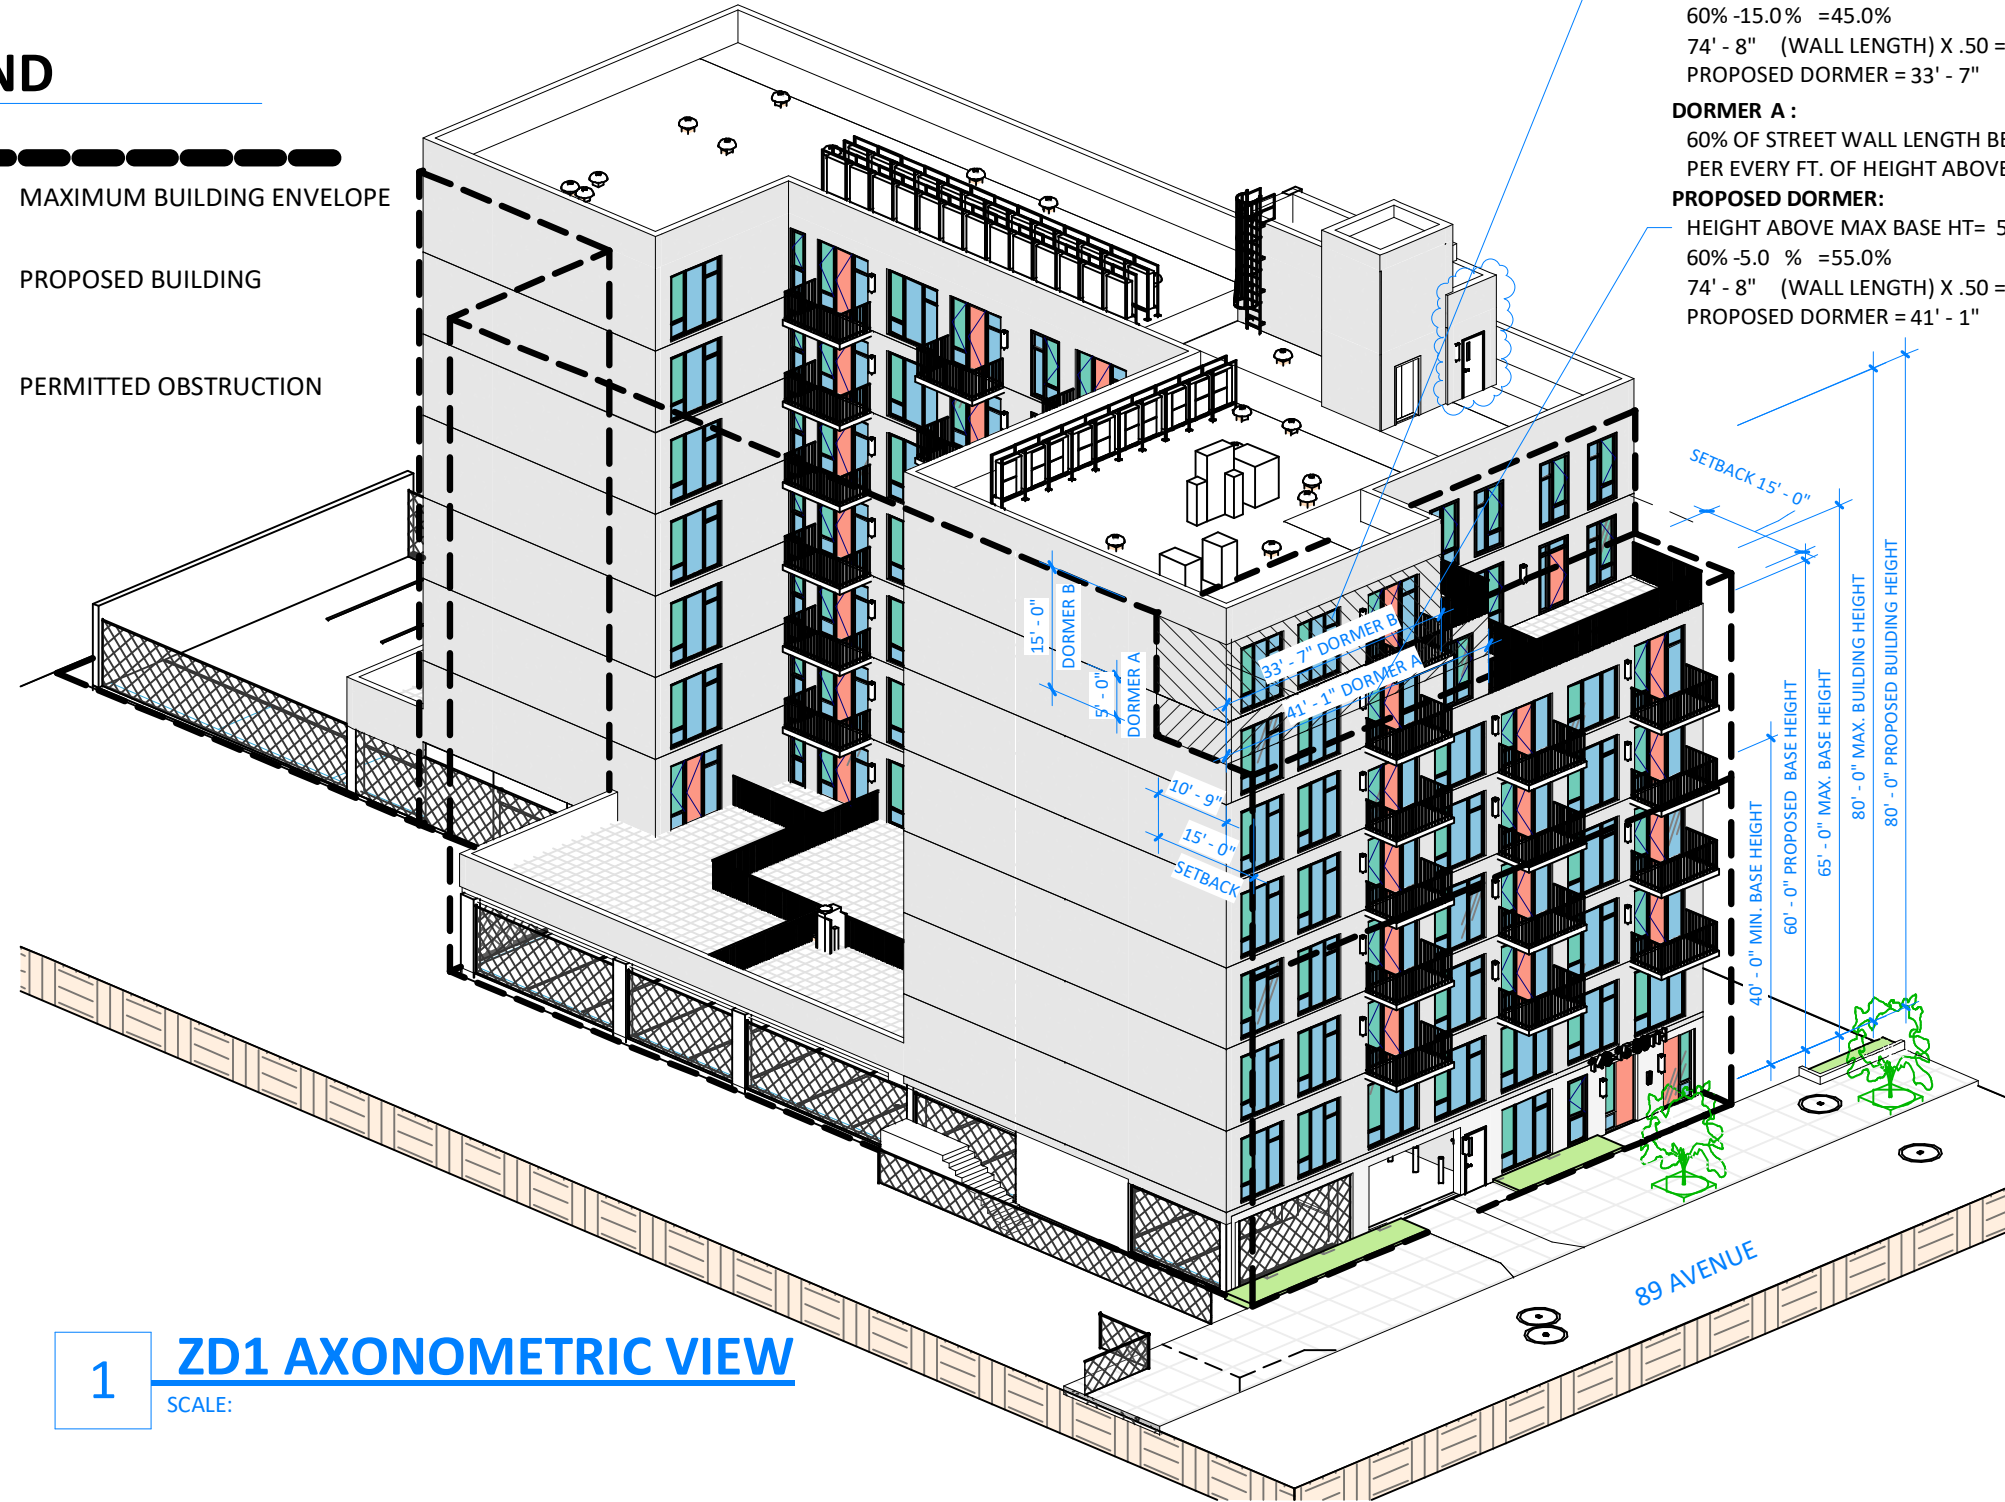 ND
MAXIMUM BUILDING ENVELOPE
PROPOSED BUILDING
PERMITTED OBSTRUCTION
60% -15.0 % =45.0%
74' - 8" (WALL LENGTH) X .50 =
PROPOSED DORMER = 33' - 7"
DORMER A :
60% OF STREET WALL LENGTH BE
PER EVERY FT. OF HEIGHT ABOVE
PROPOSED DORMER:
HEIGHT ABOVE MAX BASE HT= 5
60% -5.0 % =55.0%
74' - 8" (WALL LENGTH) X .50 =
PROPOSED DORMER = 41' - 1"
SETBACK 15' - 0"
15' - 0"
DORMER B
5' - 0"
DORMER A
33' - 7" DORMER B
41' - 1" DORMER A
10' - 9"
15' - 0"
SETBACK
40' - 0" MIN. BASE HEIGHT
60' - 0" PROPOSED BASE HEIGHT
65' - 0" MAX. BASE HEIGHT
80' - 0" MAX. BUILDING HEIGHT
80' - 0" PROPOSED BUILDING HEIGHT
89 AVENUE
1
ZD1 AXONOMETRIC VIEW
SCALE: